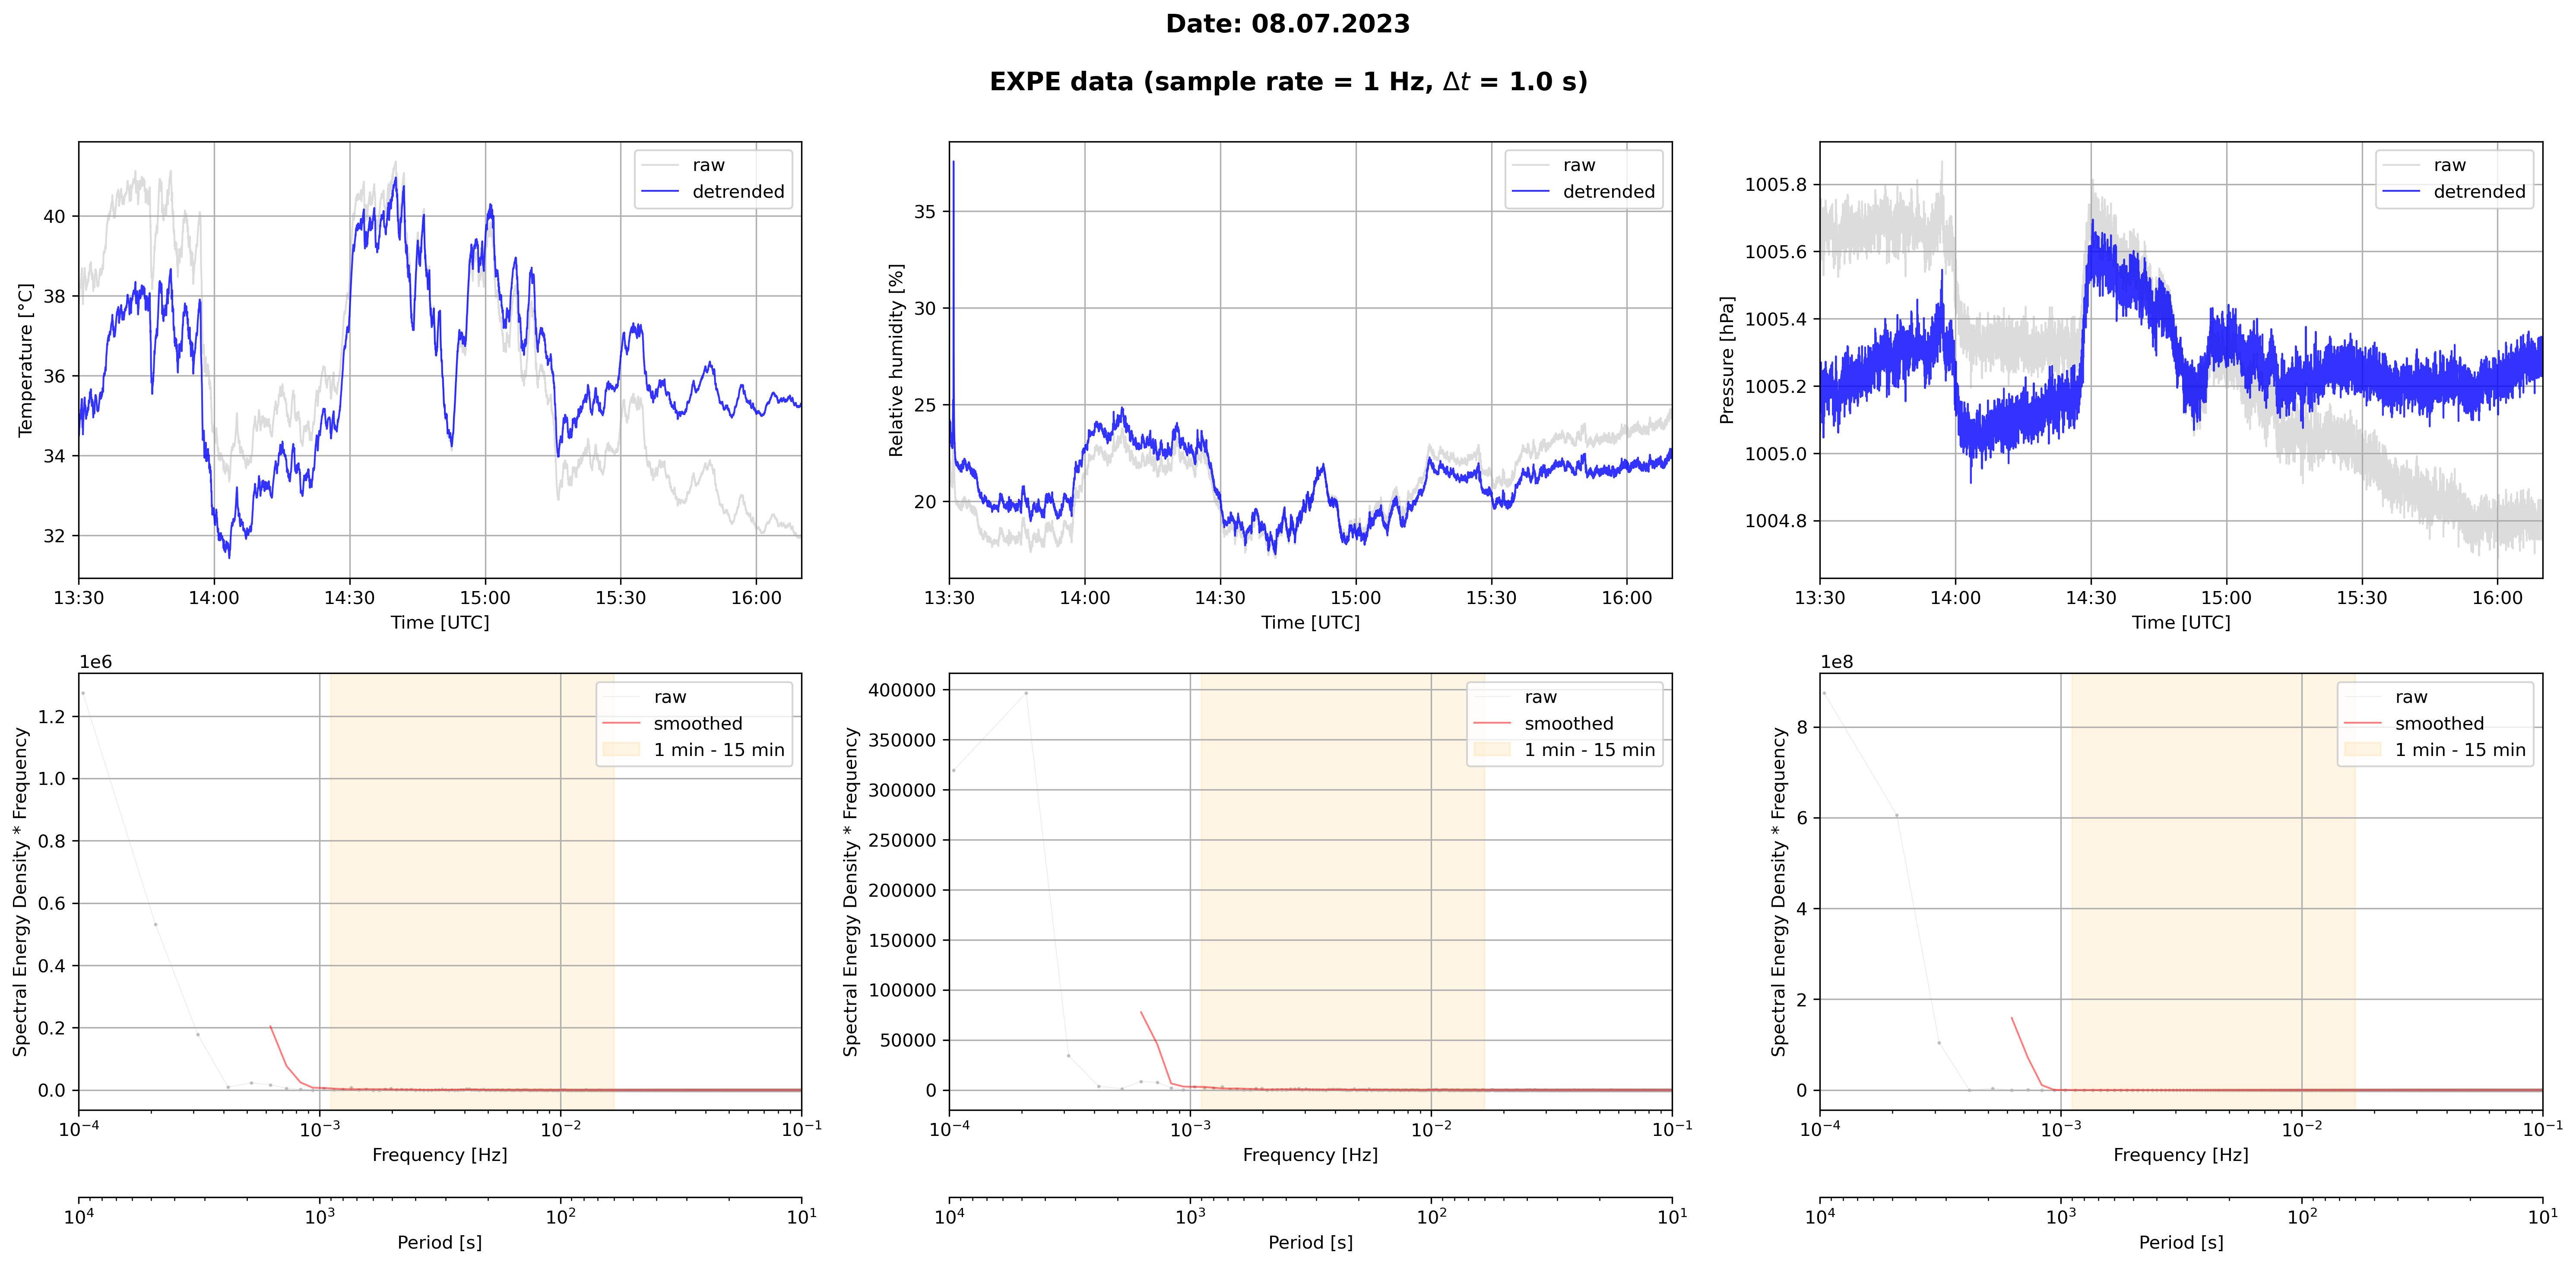 Date: 08.07.2023
EXPE data (sample rate = 1 Hz, Δt = 1.0 s)
Temperature [°C]
40
38
36
34
32
raw
detrended
13:30 14:00 14:30 15:00 15:30 16:00
Time [UTC]
Relative humidity [%]
35
30
25
20
raw
detrended
13:30 14:00 14:30 15:00 15:30 16:00
Time [UTC]
Pressure [hPa]
1005.8
1005.6
1005.4
1005.2
1005.0
1004.8
raw
detrended
13:30 14:00 14:30 15:00 15:30 16:00
Time [UTC]
1e6
Spectral Energy Density * Frequency
1.2
1.0
0.8
0.6
0.4
0.2
0.0
raw
smoothed
1 min - 15 min
10⁻⁴ 10⁻³ 10⁻² 10⁻¹
Frequency [Hz]
10⁴ 10³ 10² 10¹
Period [s]
Spectral Energy Density * Frequency
400000
350000
300000
250000
200000
150000
100000
50000
0
raw
smoothed
1 min - 15 min
10⁻⁴ 10⁻³ 10⁻² 10⁻¹
Frequency [Hz]
10⁴ 10³ 10² 10¹
Period [s]
1e8
Spectral Energy Density * Frequency
8
6
4
2
0
raw
smoothed
1 min - 15 min
10⁻⁴ 10⁻³ 10⁻² 10⁻¹
Frequency [Hz]
10⁴ 10³ 10² 10¹
Period [s]